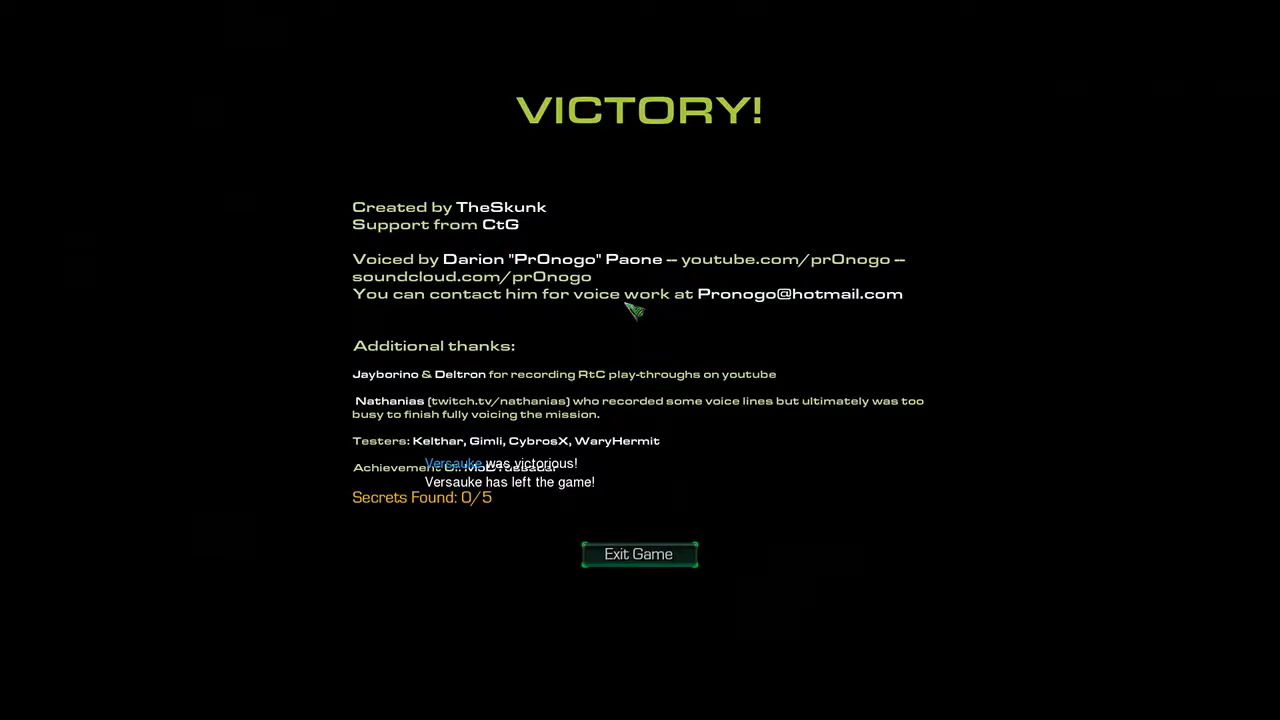 VICTORY!
Created by TheSkunk
Support from CtG
Voiced by Darion "Pr0nogo" Paone -- youtube.com/pr0nogo --
soundcloud.com/pr0nogo
You can contact him for voice work at Pronogo@hotmail.com
Additional thanks:
Jayborino & Deltron for recording RtC play-throughs on youtube
Nathanias (twitch.tv/nathanias) who recorded some voice lines but ultimately was too
busy to finish fully voicing the mission.
Testers: Kelthar, Gimli, CybrosX, WaryHermit
Achievement
Versauke was victorious!
Versauke has left the game!
Secrets Found: 0/5
Exit Game